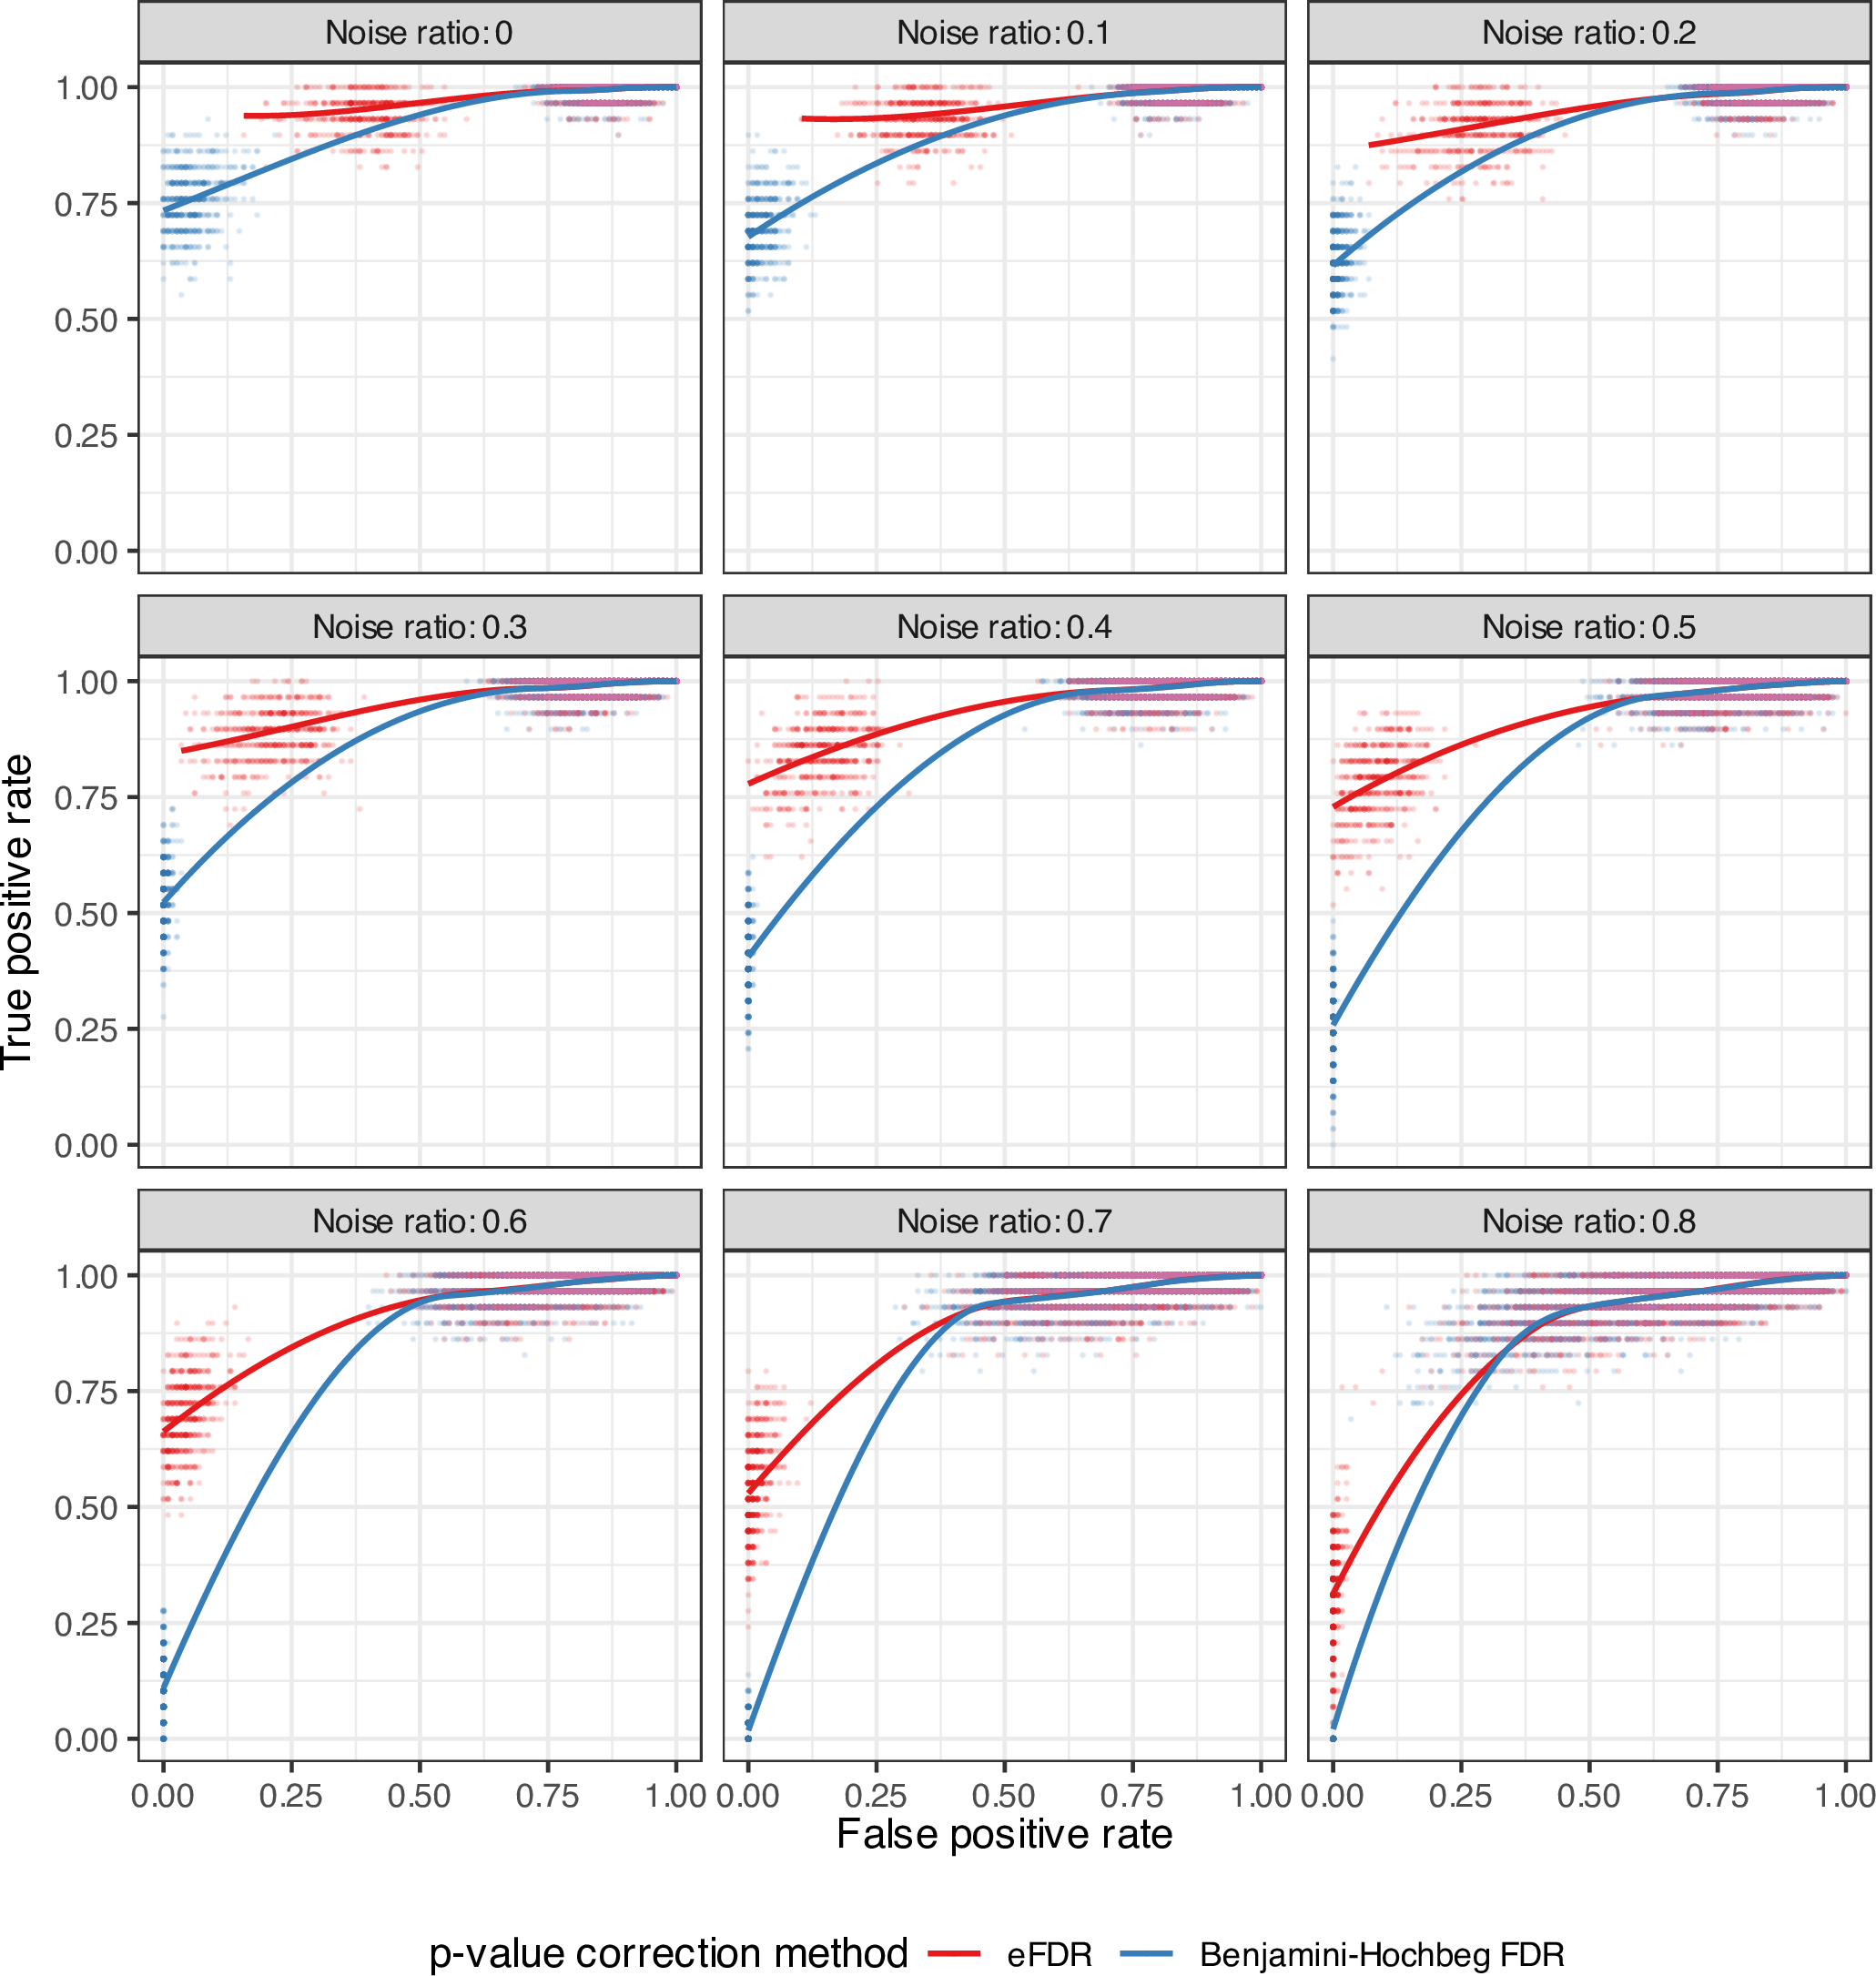 Noise ratio: 0
Noise ratio: 0.1
Noise ratio: 0.2
1.00
0.75
0.50
0.25
0.00
Noise ratio: 0.3
Noise ratio: 0.4
Noise ratio: 0.5
1.00
0.75
0.50
0.25
0.00
True positive rate
Noise ratio: 0.6
Noise ratio: 0.7
Noise ratio: 0.8
1.00
0.75
0.50
0.25
0.00
0.00 0.25 0.50 0.75 1.00
0.00 0.25 0.50 0.75 1.00
0.00 0.25 0.50 0.75 1.00
False positive rate
p-value correction method eFDR Benjamini-Hochbeg FDR